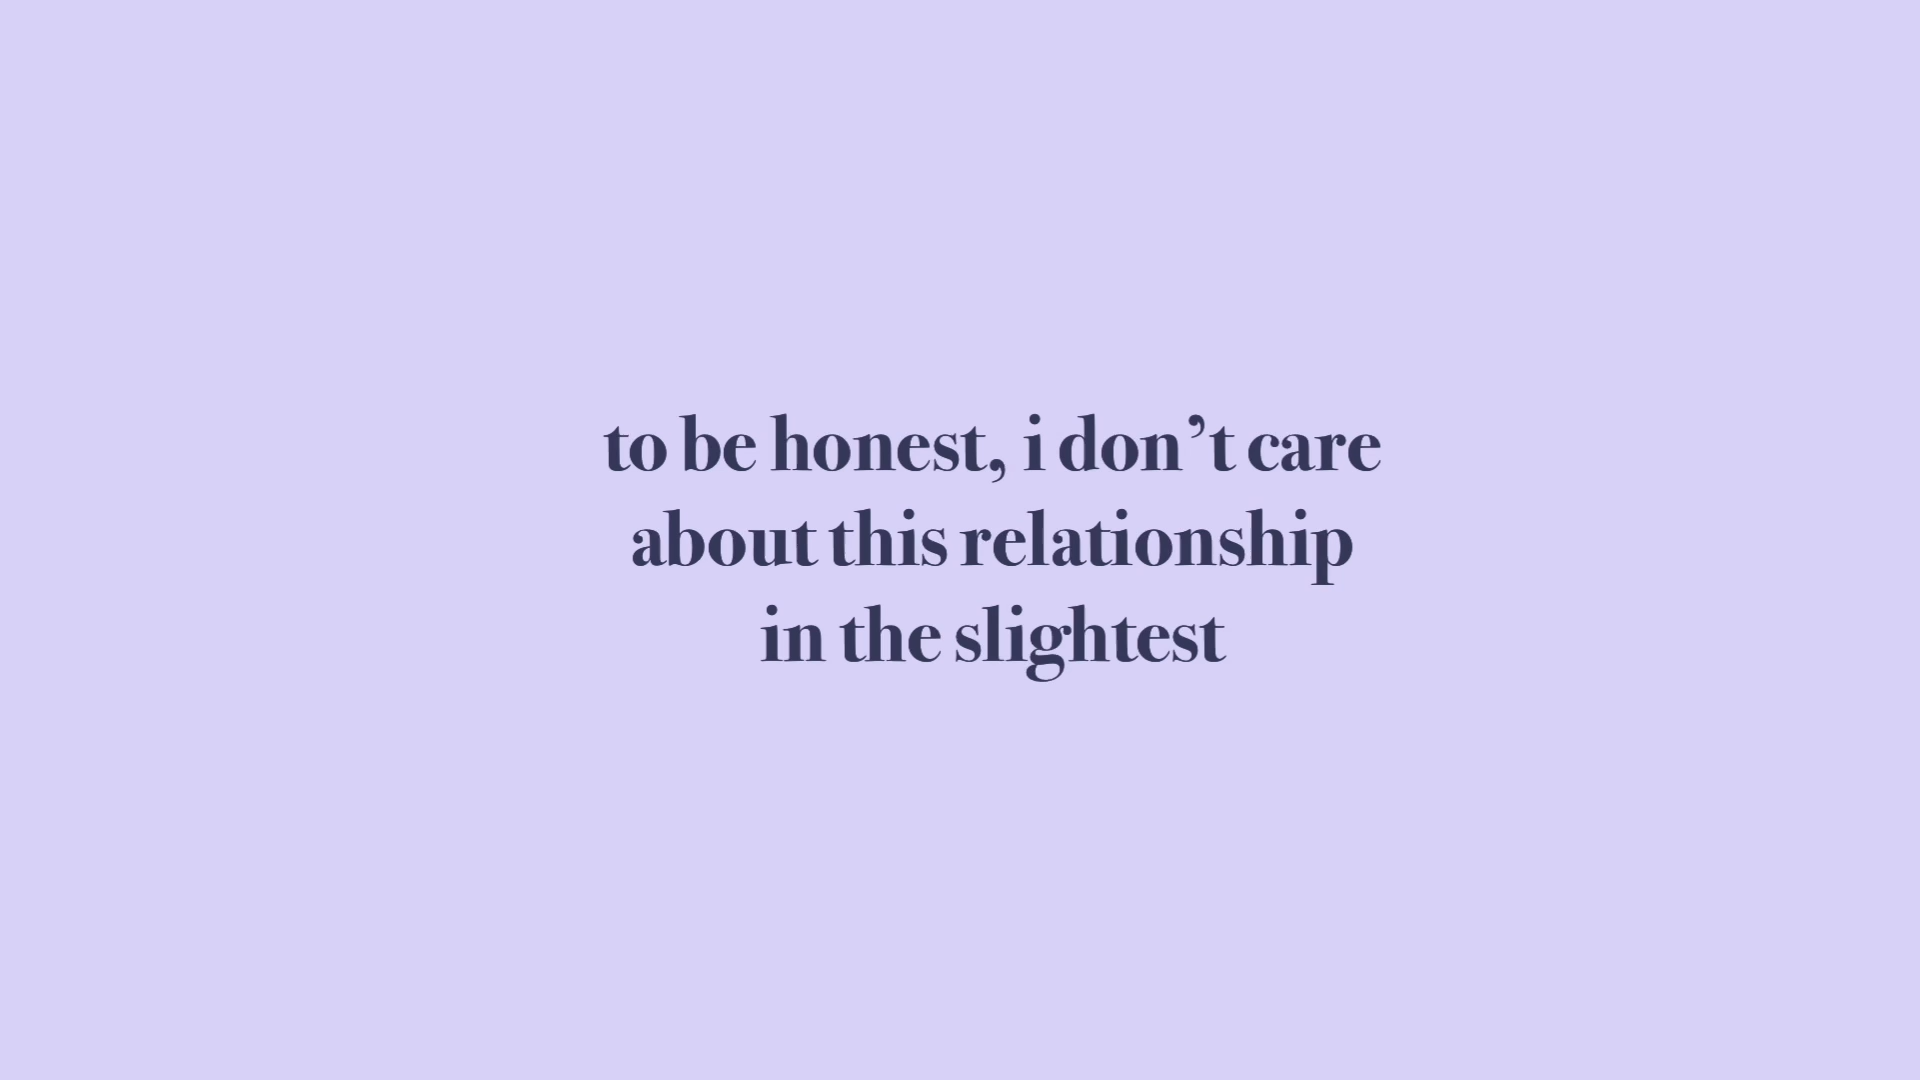 to be honest, i don’t care
about this relationship
in the slightest